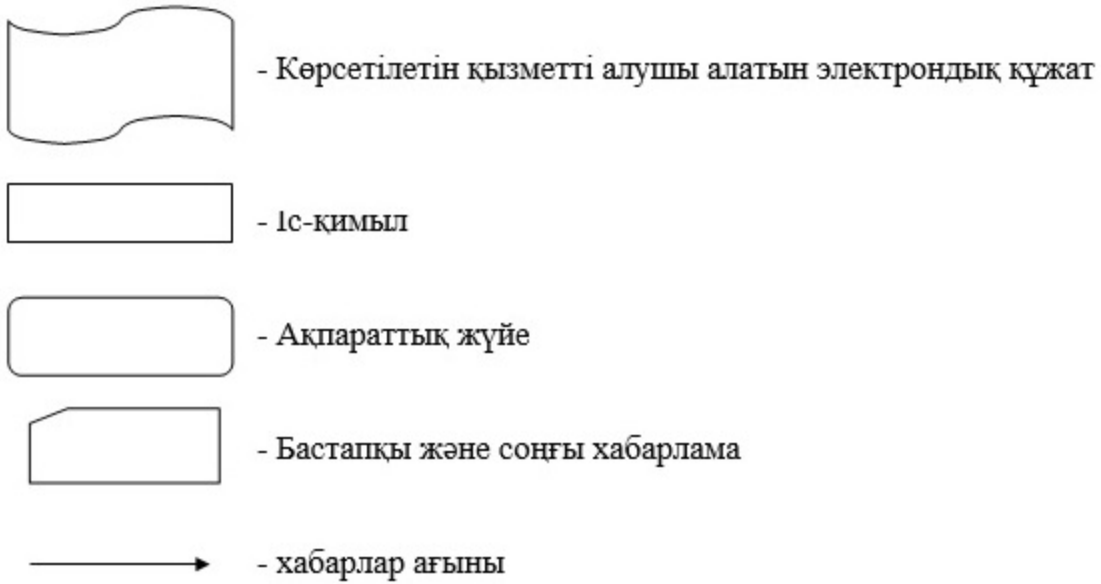 - Көрсетілетін қызметті алушы алатын электрондық құжат
- Іс-қимыл
- Ақпараттық жүйе
- Бастапқы және соңғы хабарлама
- хабарлар ағыны